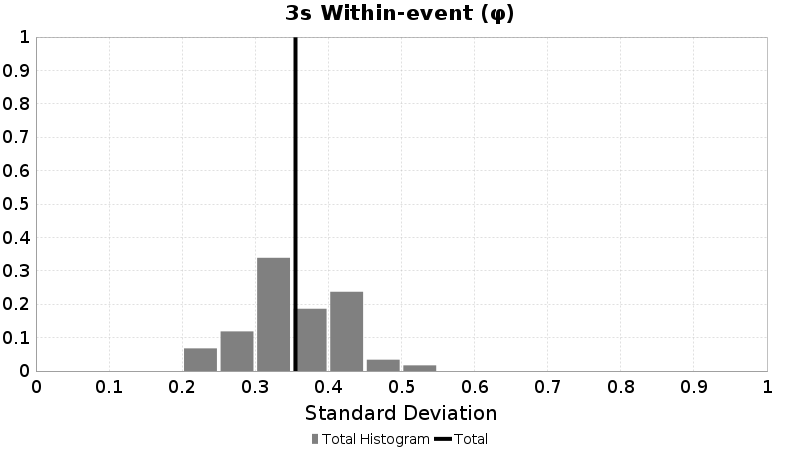 3s Within-event (φ)
1
0.9
0.8
0.7
0.6
0.5
0.4
0.3
0.2
0.1
0
0 0.1 0.2 0.3 0.4 0.5 0.6 0.7 0.8 0.9 1
Standard Deviation
Total Histogram Total